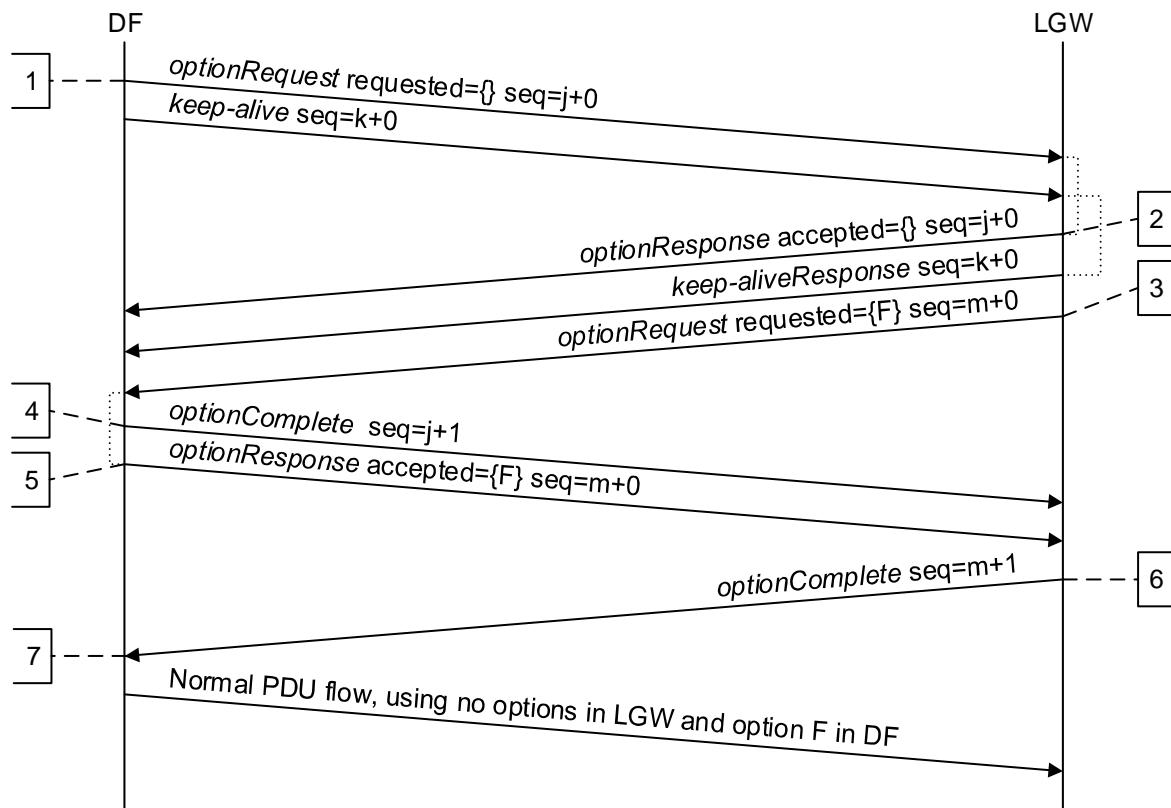 DF
LGW
1
optionRequest requested={} seq=j+0
keep-alive seq=k+0
optionResponse accepted={} seq=j+0
2
keep-aliveResponse seq=k+0
3
optionRequest requested={F} seq=m+0
4
optionComplete  seq=j+1
optionResponse accepted={F} seq=m+0
5
optionComplete seq=m+1
6
7
Normal PDU flow, using no options in LGW and option F in DF